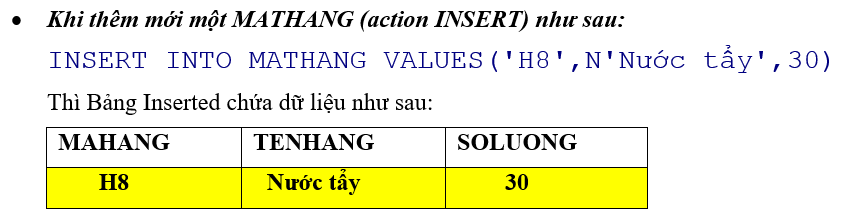 • Khi thêm mới một MATHANG (action INSERT) như sau:
INSERT INTO MATHANG VALUES('H8',N'Nước tẩy',30)
Thì Bảng Inserted chứa dữ liệu như sau:
MAHANG TENHANG SOLUONG
H8 Nước tẩy 30